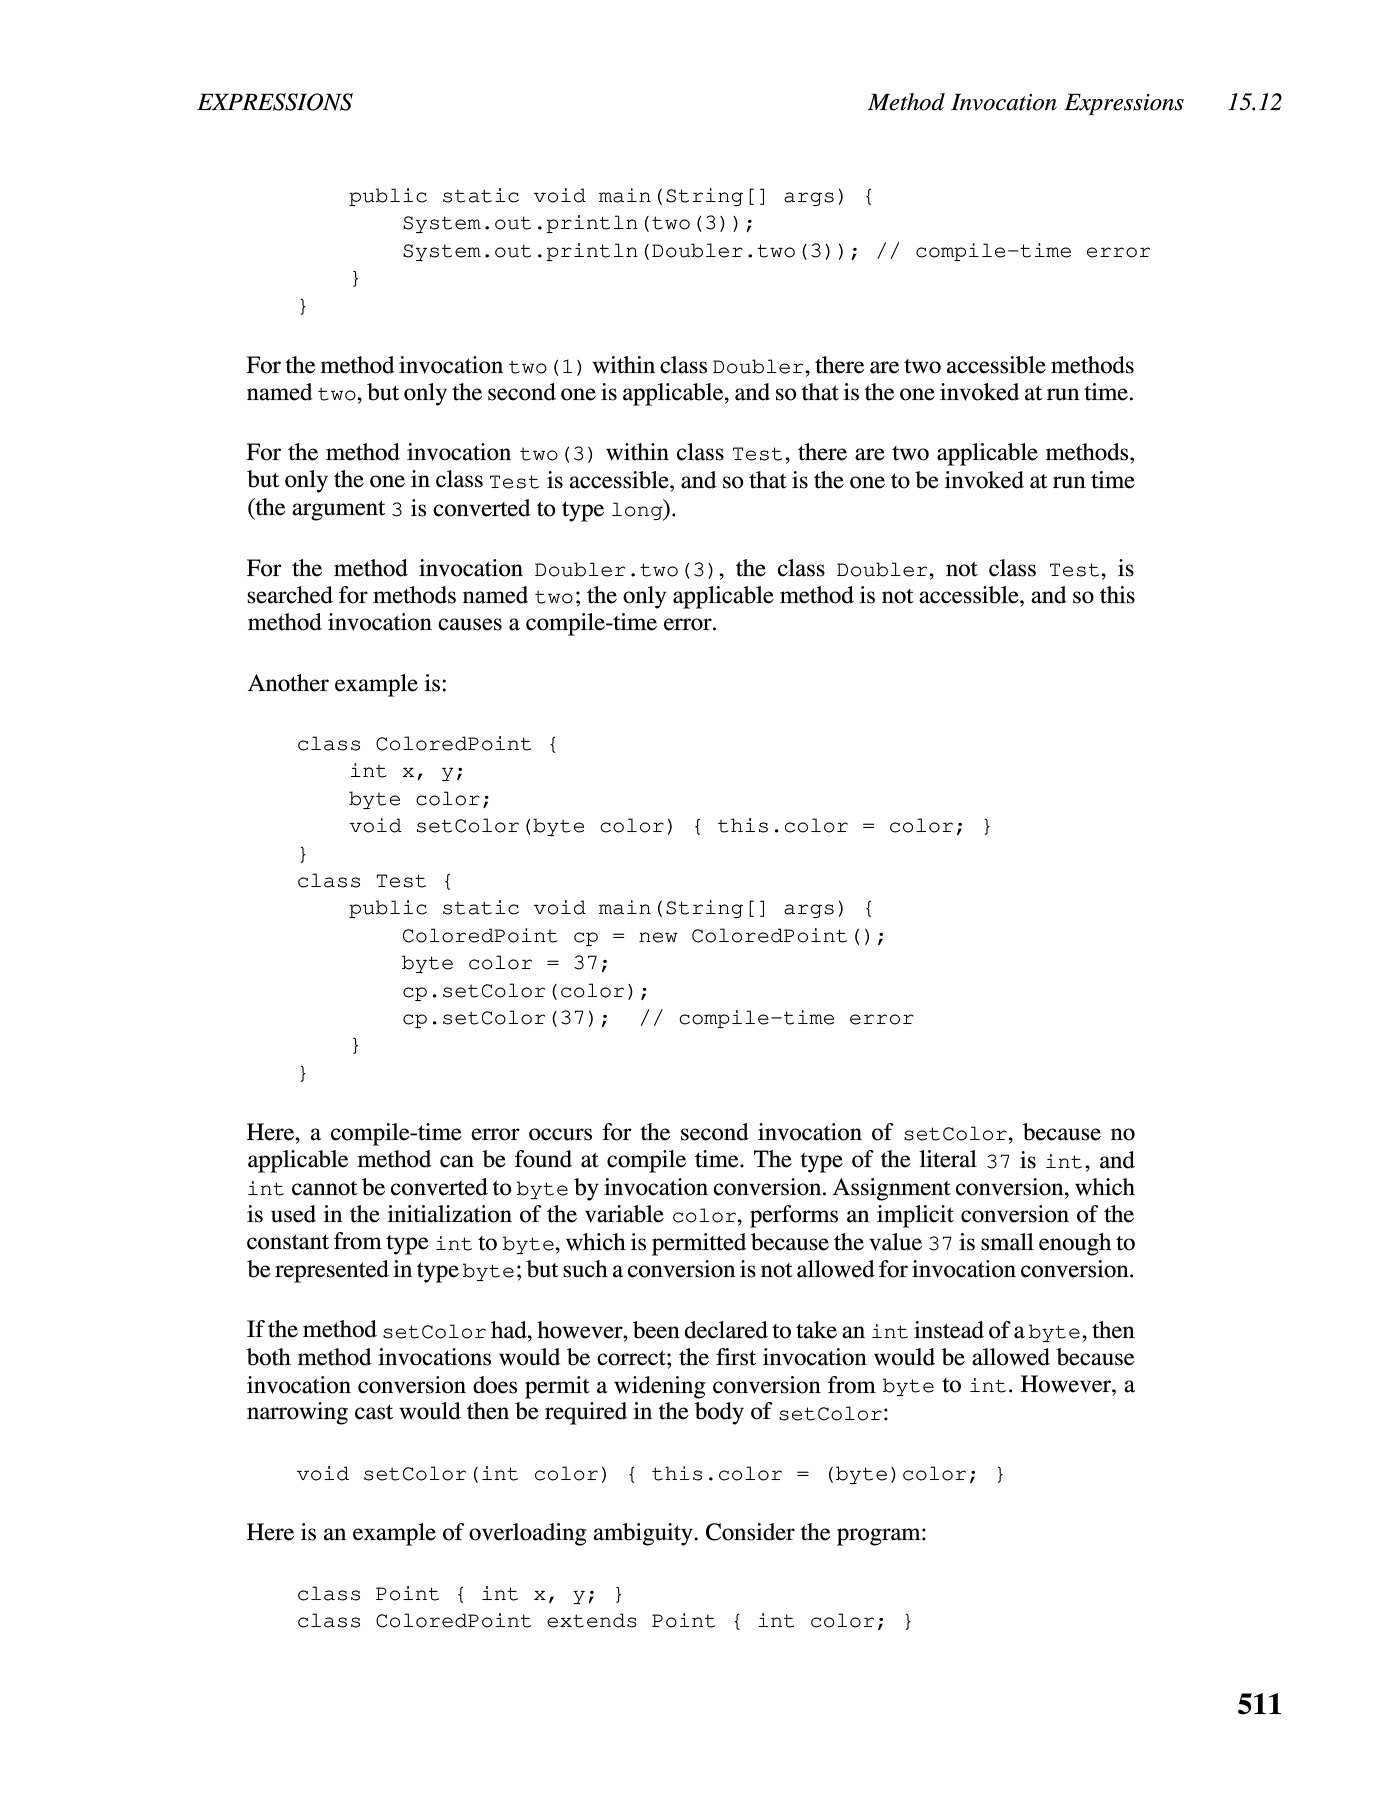 EXPRESSIONS Method Invocation Expressions 15.12
public static void main(String[] args) {
System.out.println(two(3));
System.out.println(Doubler.two(3)); // compile-time error
}
}
For the method invocation two(1) within class Doubler, there are two accessible methods
named two, but only the second one is applicable, and so that is the one invoked at run time.
For the method invocation two(3) within class Test, there are two applicable methods,
but only the one in class Test is accessible, and so that is the one to be invoked at run time
(the argument 3 is converted to type long).
For the method invocation Doubler.two(3), the class Doubler, not class Test, is
searched for methods named two; the only applicable method is not accessible, and so this
method invocation causes a compile-time error.
Another example is:
class ColoredPoint {
int x, y;
byte color;
void setColor(byte color) { this.color = color; }
}
class Test {
public static void main(String[] args) {
ColoredPoint cp = new ColoredPoint();
byte color = 37;
cp.setColor(color);
cp.setColor(37); // compile-time error
}
}
Here, a compile-time error occurs for the second invocation of setColor, because no
applicable method can be found at compile time. The type of the literal 37 is int, and
int cannot be converted to byte by invocation conversion. Assignment conversion, which
is used in the initialization of the variable color, performs an implicit conversion of the
constant from type int to byte, which is permitted because the value 37 is small enough to
be represented in type byte; but such a conversion is not allowed for invocation conversion.
If the method setColor had, however, been declared to take an int instead of a byte, then
both method invocations would be correct; the first invocation would be allowed because
invocation conversion does permit a widening conversion from byte to int. However, a
narrowing cast would then be required in the body of setColor:
void setColor(int color) { this.color = (byte)color; }
Here is an example of overloading ambiguity. Consider the program:
class Point { int x, y; }
class ColoredPoint extends Point { int color; }
511